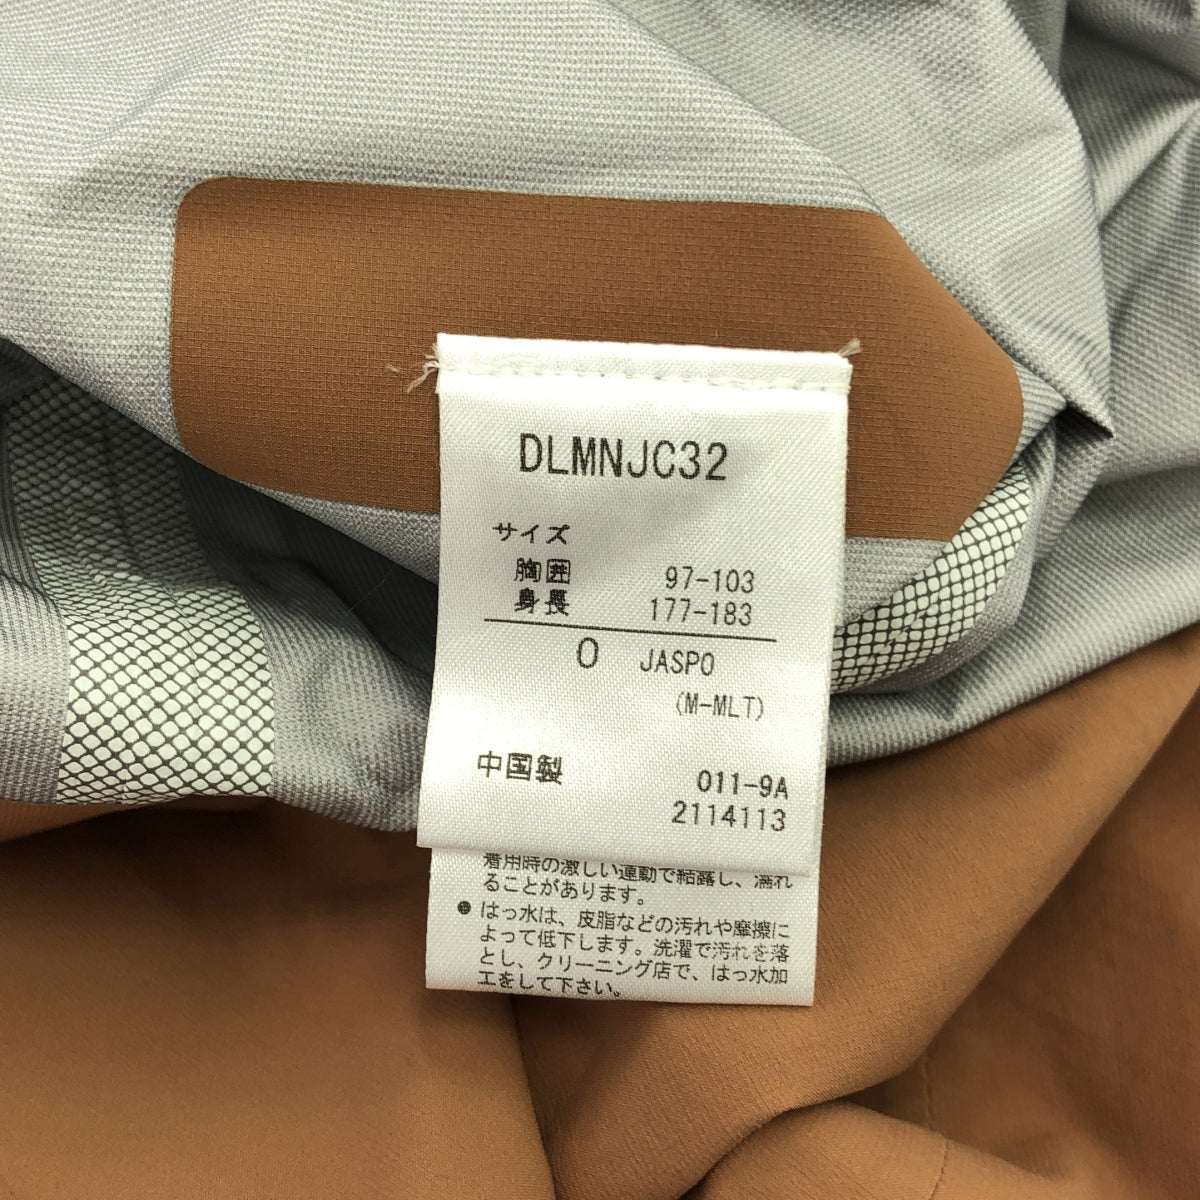 DLMNJC32
サイズ
胸囲 97-103
身長 177-183
O JASPO
(M-MLT)
中国製 011-9A
2114113
着用時の激しい運動で結露し、濡れ
ることがあります。
● はっ水は、皮脂などの汚れや摩擦に
よって低下します。洗濯で汚れを落
とし、クリーニング店で、はっ水加
工をして下さい。